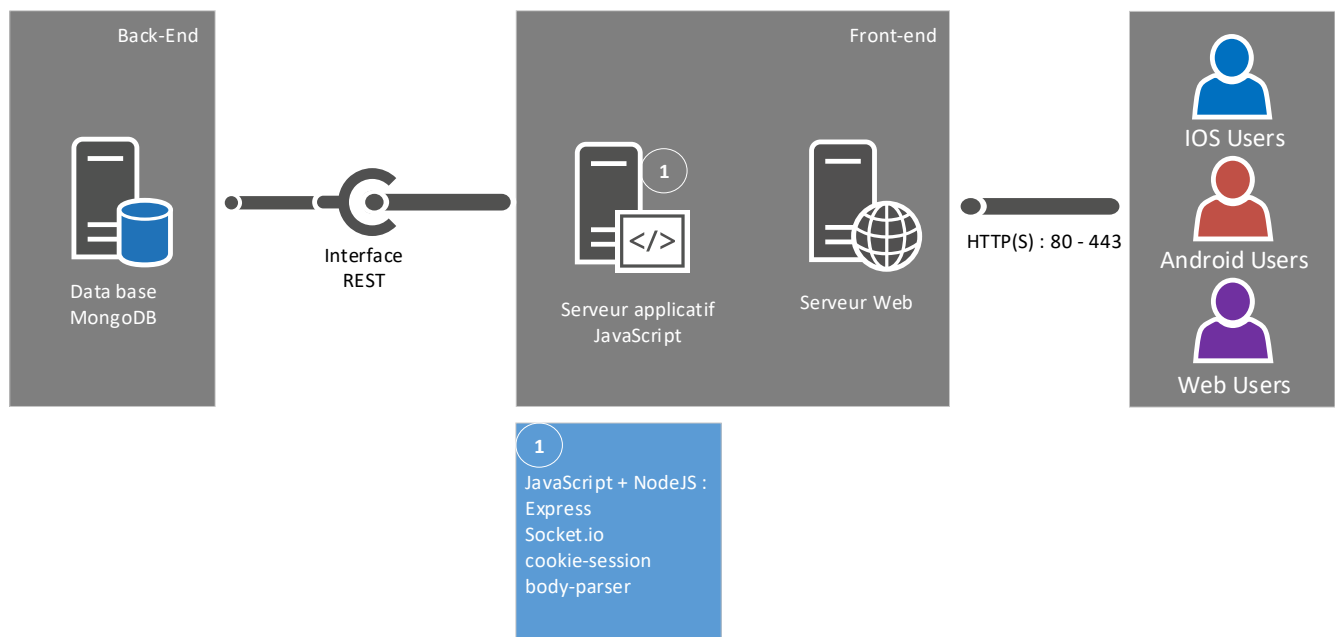 Back-End
Data base
MongoDB
Interface
REST
Front-end
1
</>
Serveur applicatif
JavaScript
Serveur Web
HTTP(S) : 80 - 443
IOS Users
Android Users
Web Users
1
JavaScript + NodeJS :
Express
Socket.io
cookie-session
body-parser